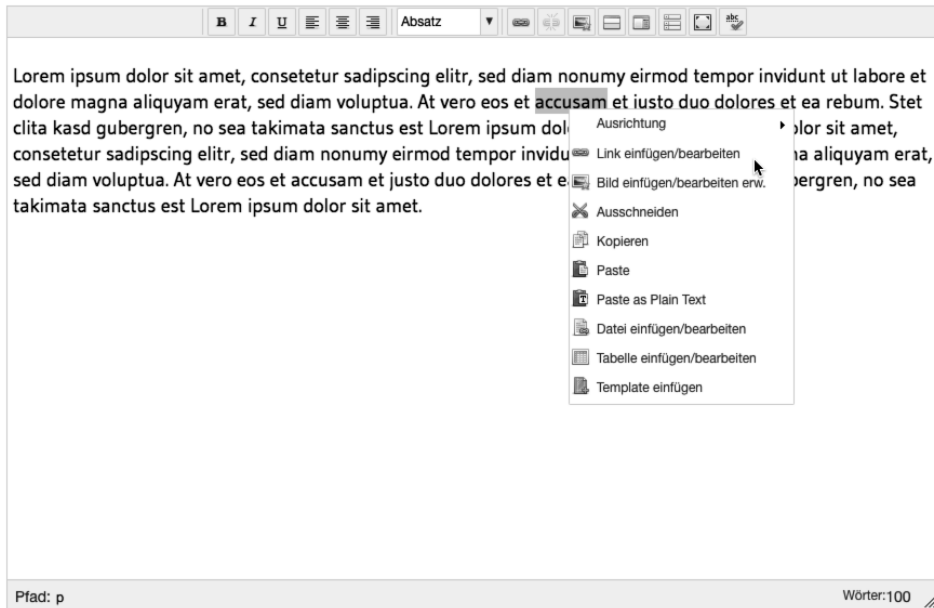 B I U Absatz abc
Lorem ipsum dolor sit amet, consetetur sadipscing elitr, sed diam nonumy eirmod tempor invidunt ut labore et
dolore magna aliquyam erat, sed diam voluptua. At vero eos et accusam et iusto duo dolores et ea rebum. Stet
clita kasd gubergren, no sea takimata sanctus est Lorem ipsum dol olor sit amet,
consetetur sadipscing elitr, sed diam nonumy eirmod tempor invidu na aliquyam erat,
sed diam voluptua. At vero eos et accusam et justo duo dolores et e bergren, no sea
takimata sanctus est Lorem ipsum dolor sit amet.
Ausrichtung
Link einfügen/bearbeiten
Bild einfügen/bearbeiten erw.
Ausschneiden
Kopieren
Paste
Paste as Plain Text
Datei einfügen/bearbeiten
Tabelle einfügen/bearbeiten
Template einfügen
Pfad: p Wörter:100